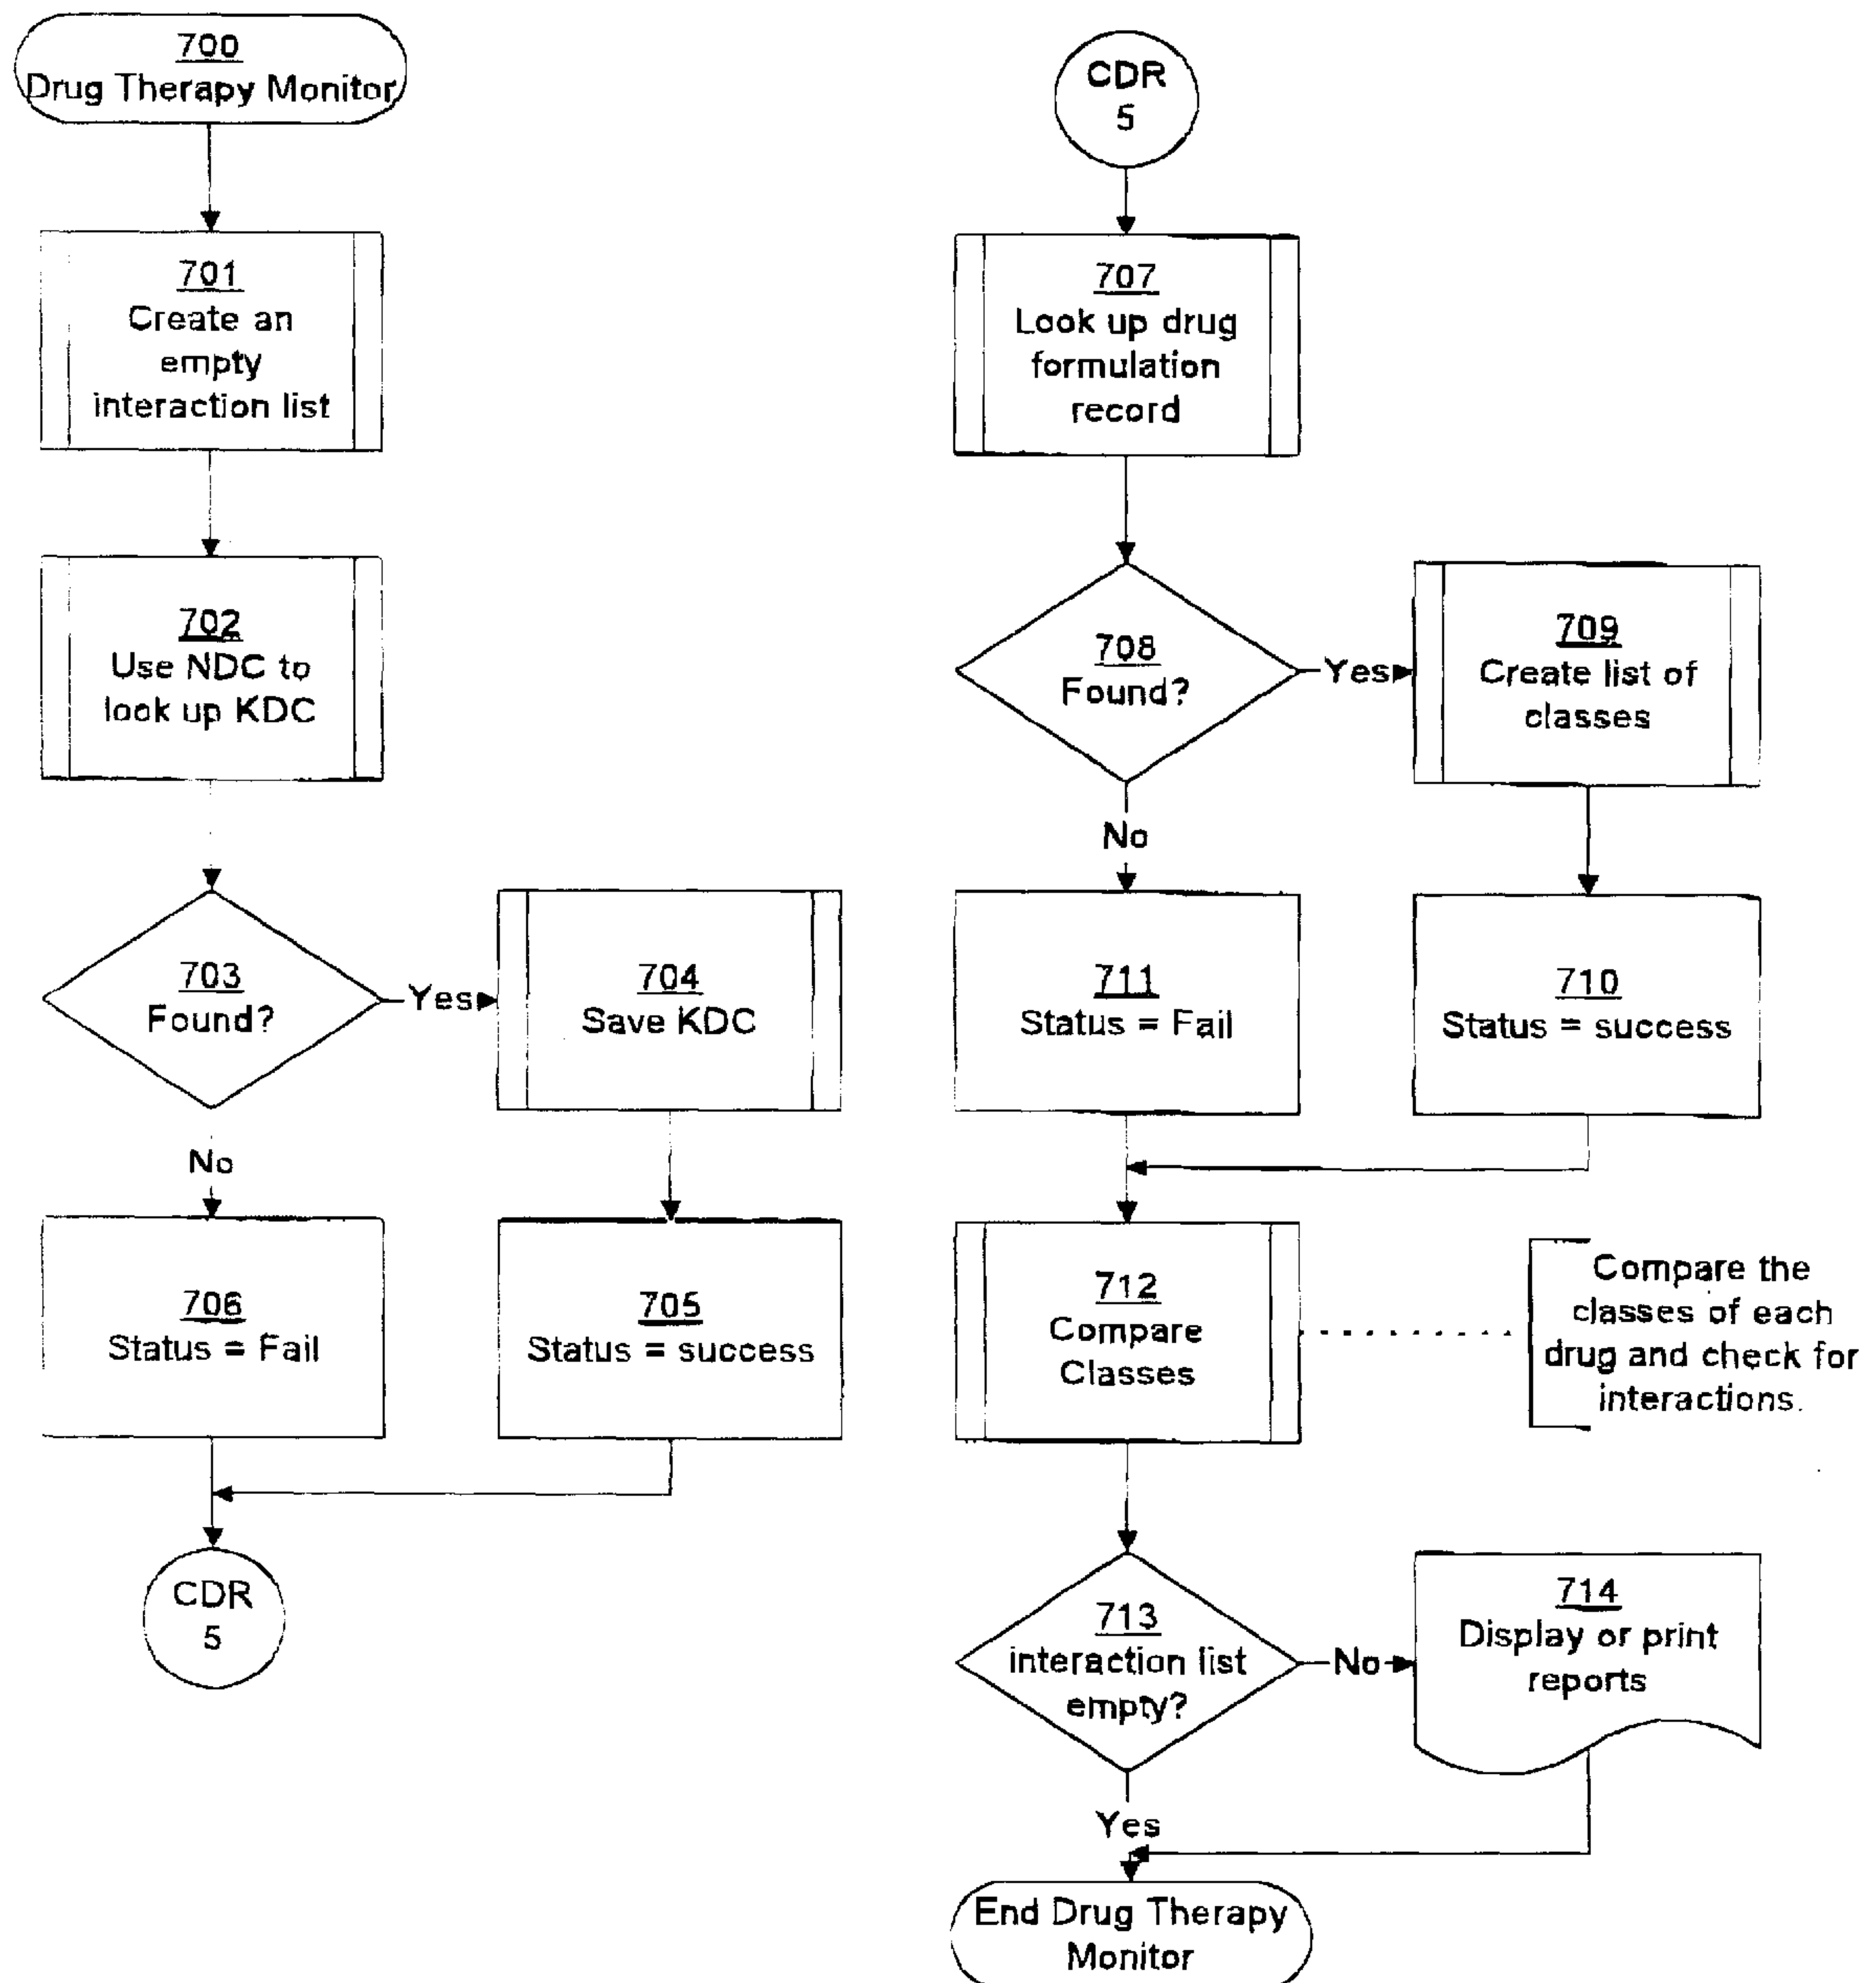 700
Drug Therapy Monitor
701
Create an
empty
interaction list
702
Use NDC to
look up KDC
703
Found?
Yes
704
Save KDC
No
706
Status = Fail
705
Status = success
CDR
5
CDR
5
707
Look up drug
formulation
record
708
Found?
Yes
709
Create list of
classes
No
711
Status = Fail
710
Status = success
712
Compare
Classes
Compare the
classes of each
drug and check for
interactions.
713
interaction list
empty?
No
714
Display or print
reports
Yes
End Drug Therapy
Monitor